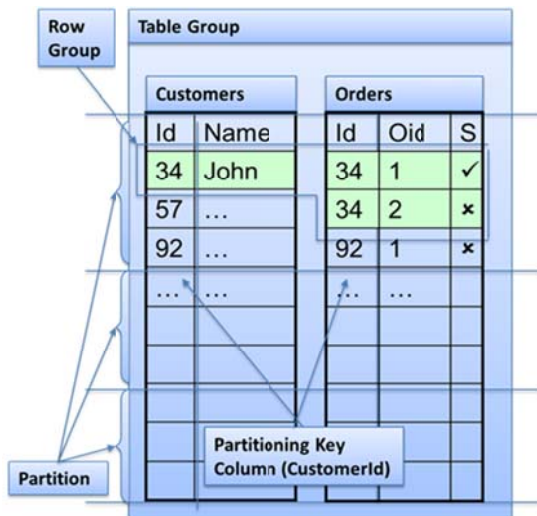 Row
Group
Table Group
Customers
Orders
Id Name
Id Oid S
34 John
34 1 ✓
57 ...
34 2 ×
92 ...
92 1 ×
... ...
... ...
Partitioning Key
Column (CustomerId)
Partition